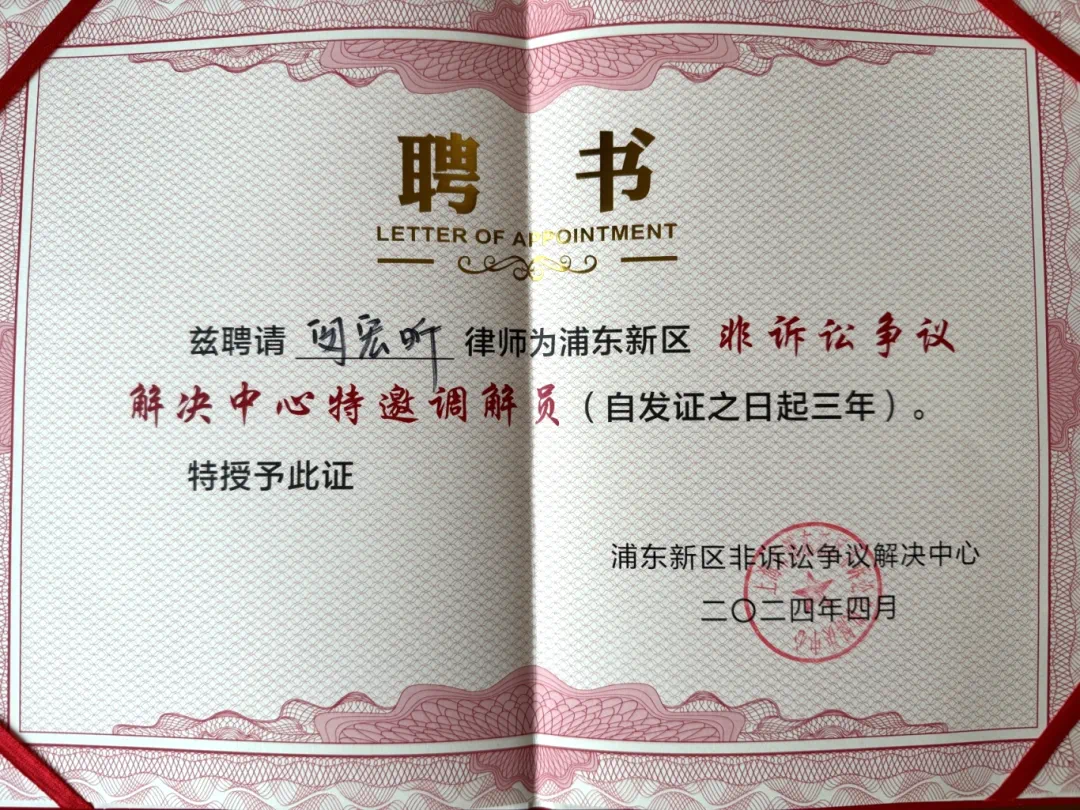 聘 书
LETTER OF APPOINTMENT
兹聘请 闵宏昕 律师为浦东新区 非诉讼争议
解决中心特邀调解员（自发证之日起三年）。
特授予此证
浦东新区非诉讼争议解决中心
二〇二四年四月